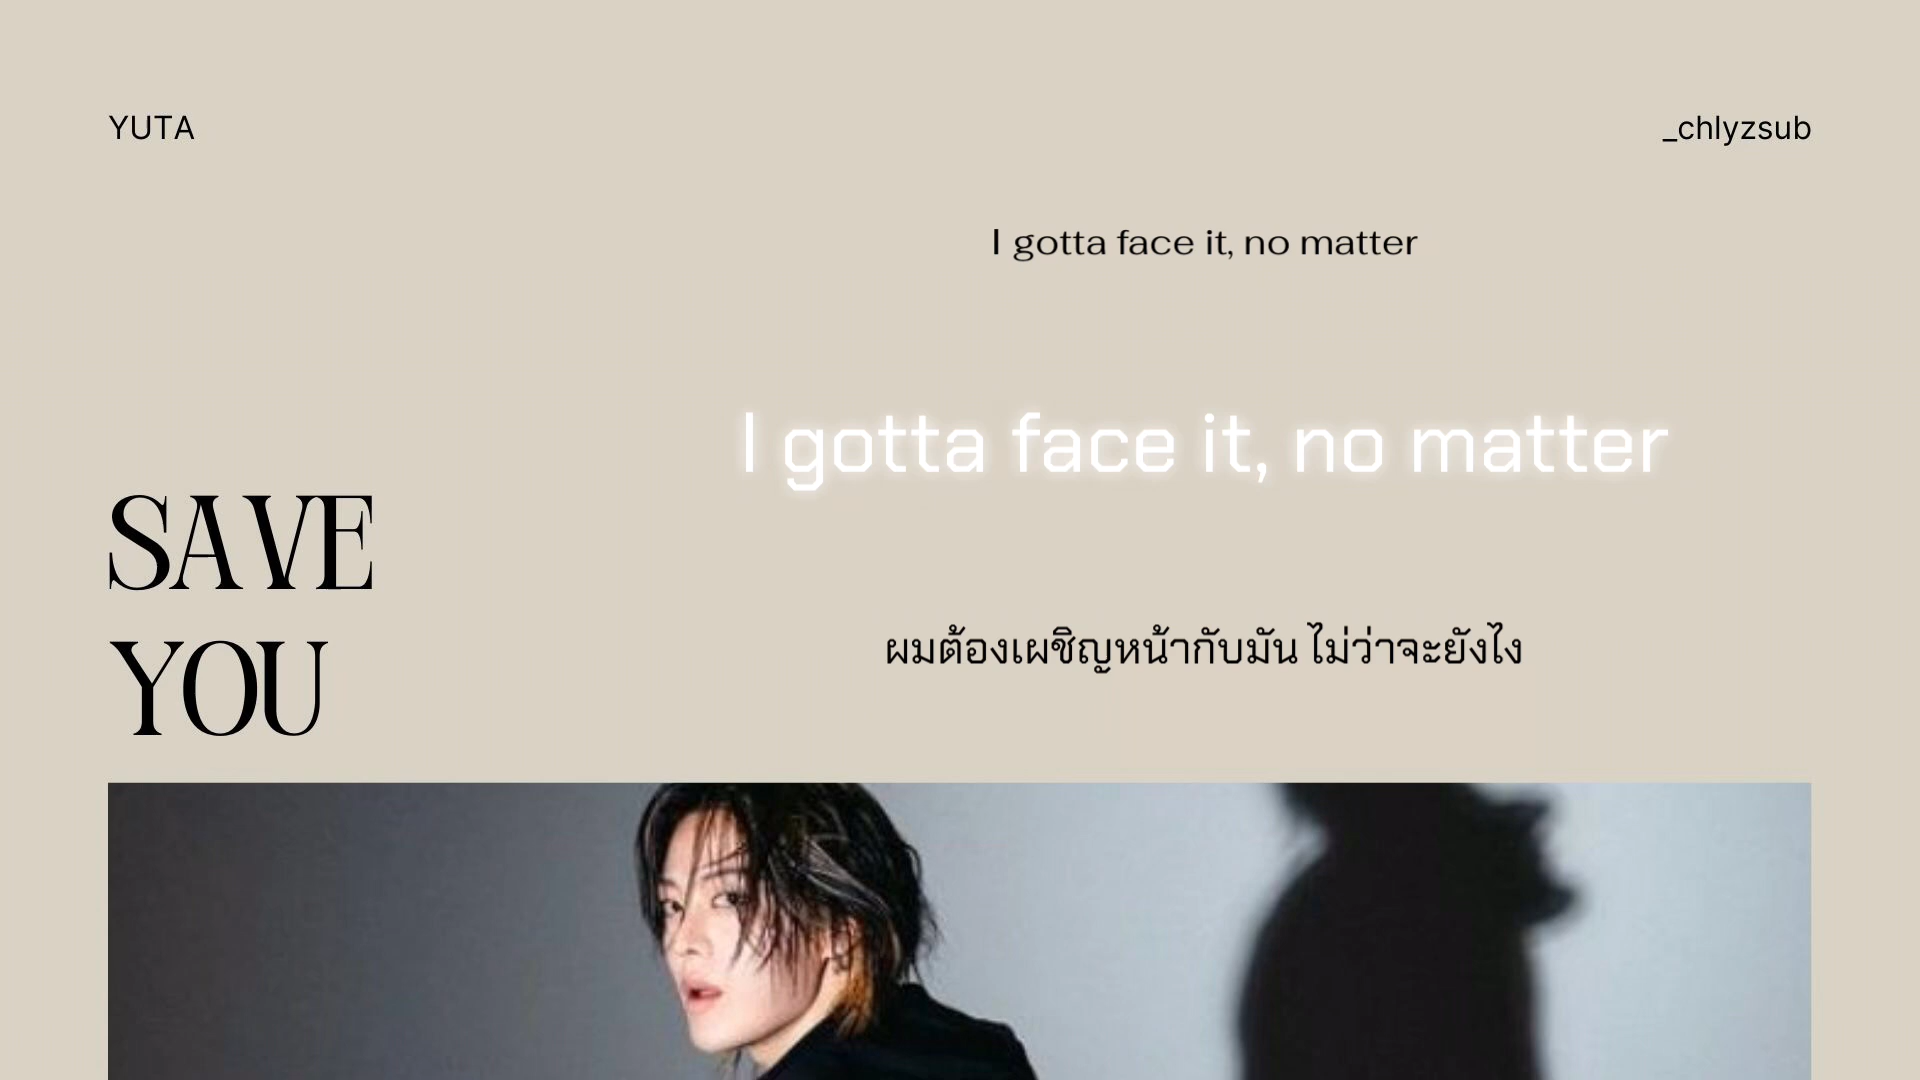 YUTA
_chlyzsub
I gotta face it, no matter
I gotta face it, no matter
SAVE
YOU
ผมต้องเผชิญหน้ากับมัน ไม่ว่าจะยังไง